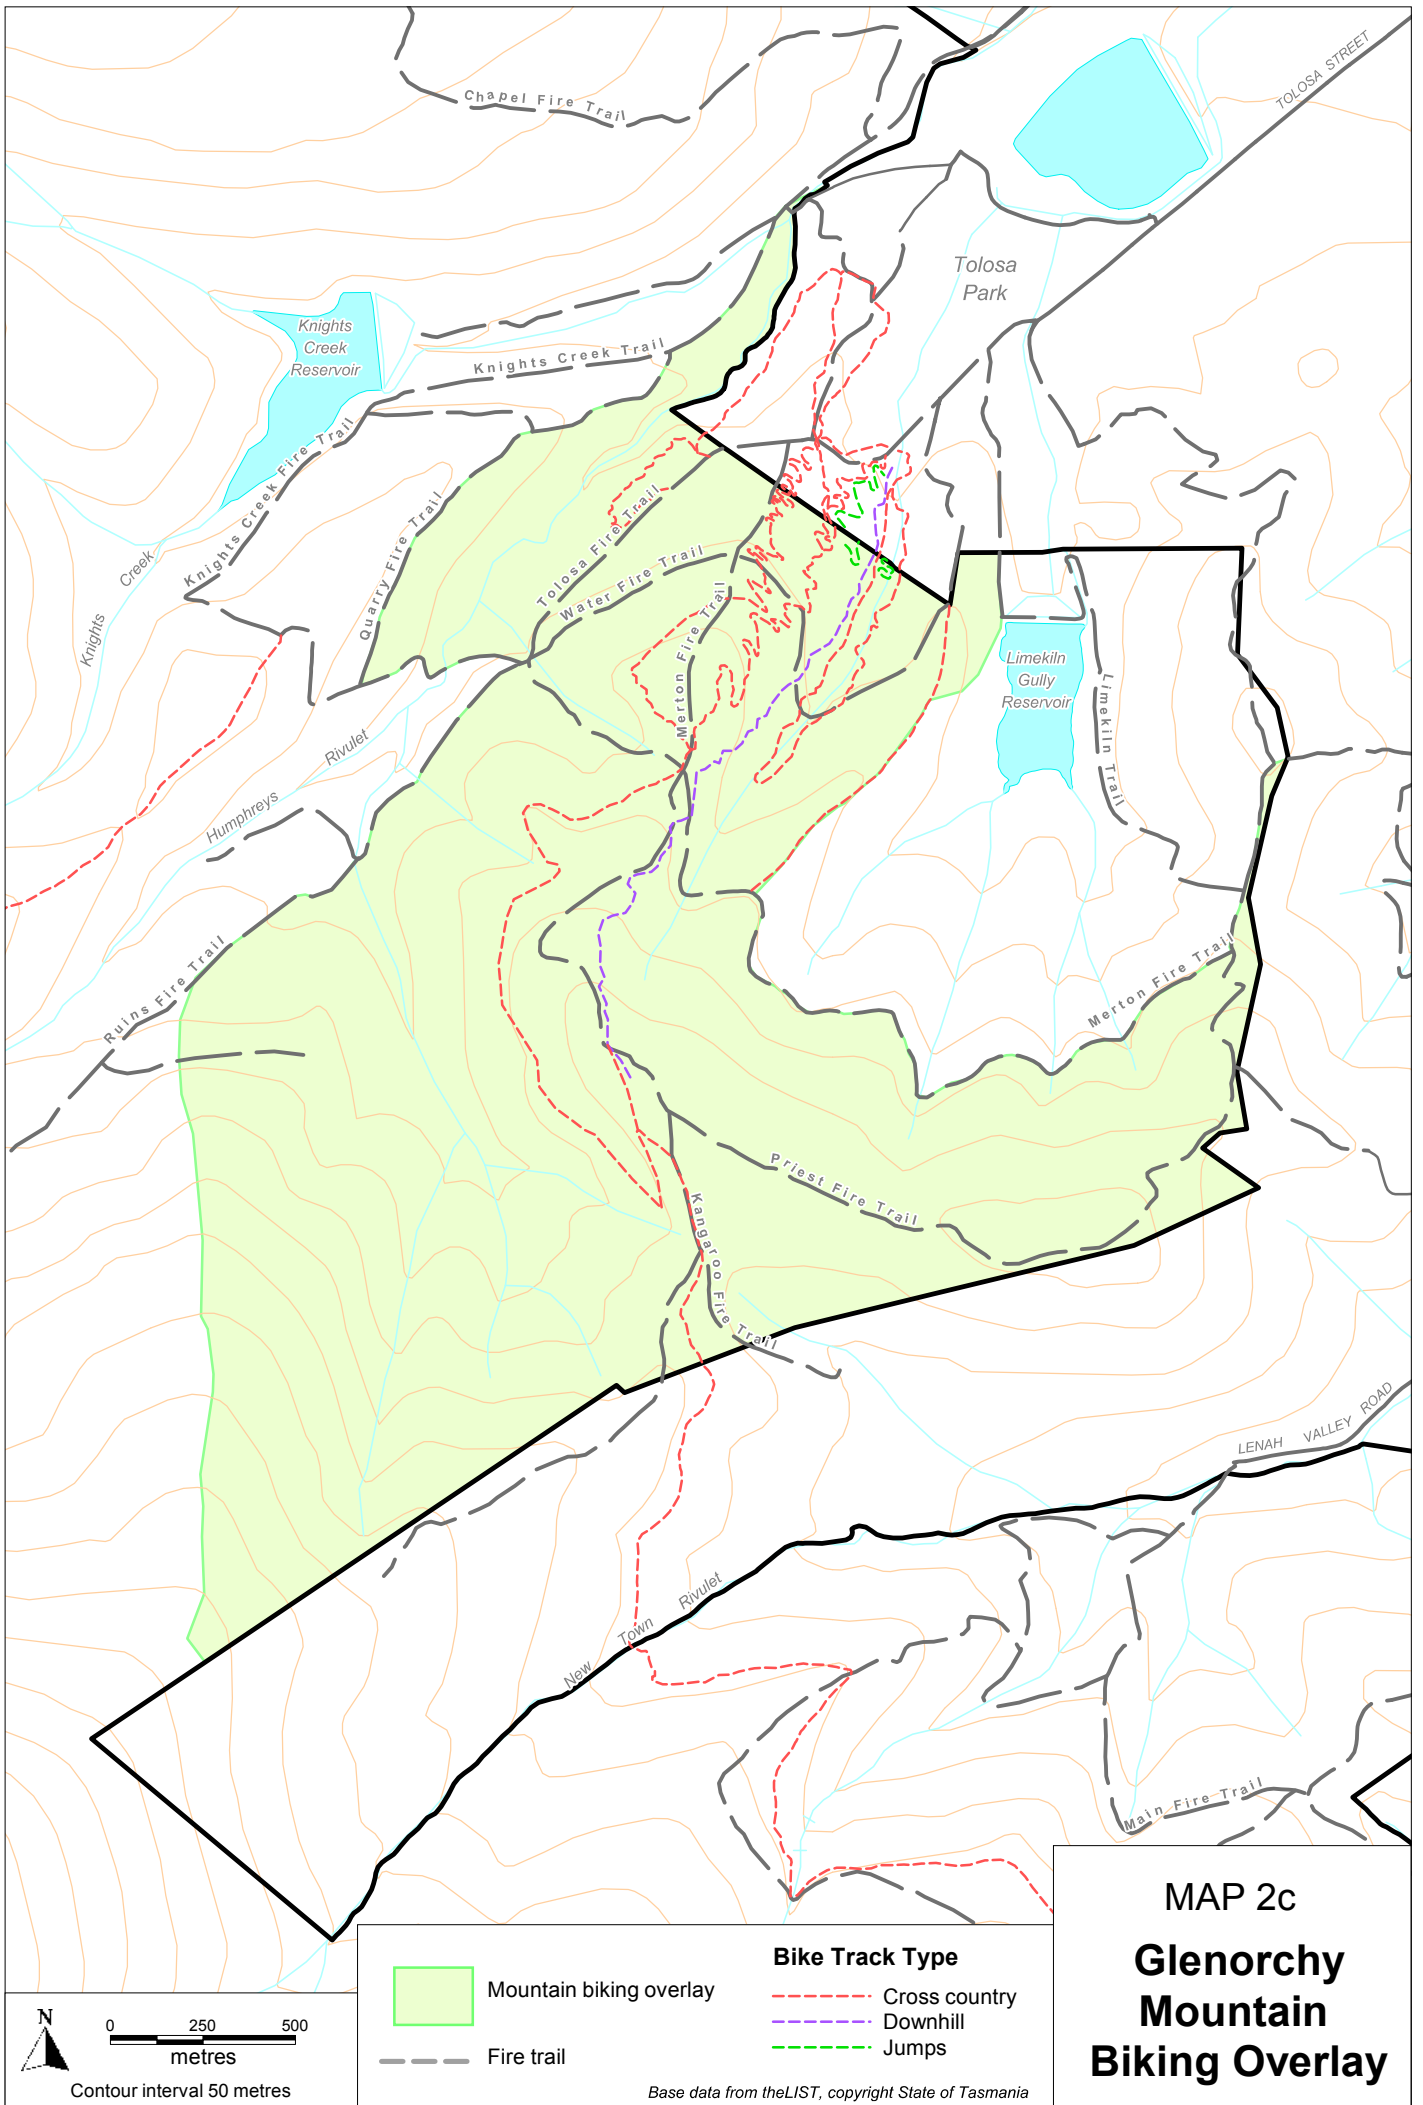 Chapel Fire Trail
TOLOSA STREET
Tolosa
Park
Knights
Creek
Reservoir
Knights Creek Trail
Knights Creek Fire Trail
Quarry Fire Trail
Tolosa Fire Trail
Water Fire Trail
Merton Fire Trail
Knights
Creek
Humphreys
Rivulet
Limekiln
Gully
Reservoir
Limekiln Trail
Ruins Fire Trail
Merton Fire Trail
Priest Fire Trail
Kangaroo Fire Trail
LENAH VALLEY ROAD
New Town Rivulet
Main Fire Trail
MAP 2c
Glenorchy
Mountain
Biking Overlay
Mountain biking overlay
Fire trail
Bike Track Type
Cross country
Downhill
Jumps
Base data from theLIST, copyright State of Tasmania
N
0 250 500
metres
Contour interval 50 metres